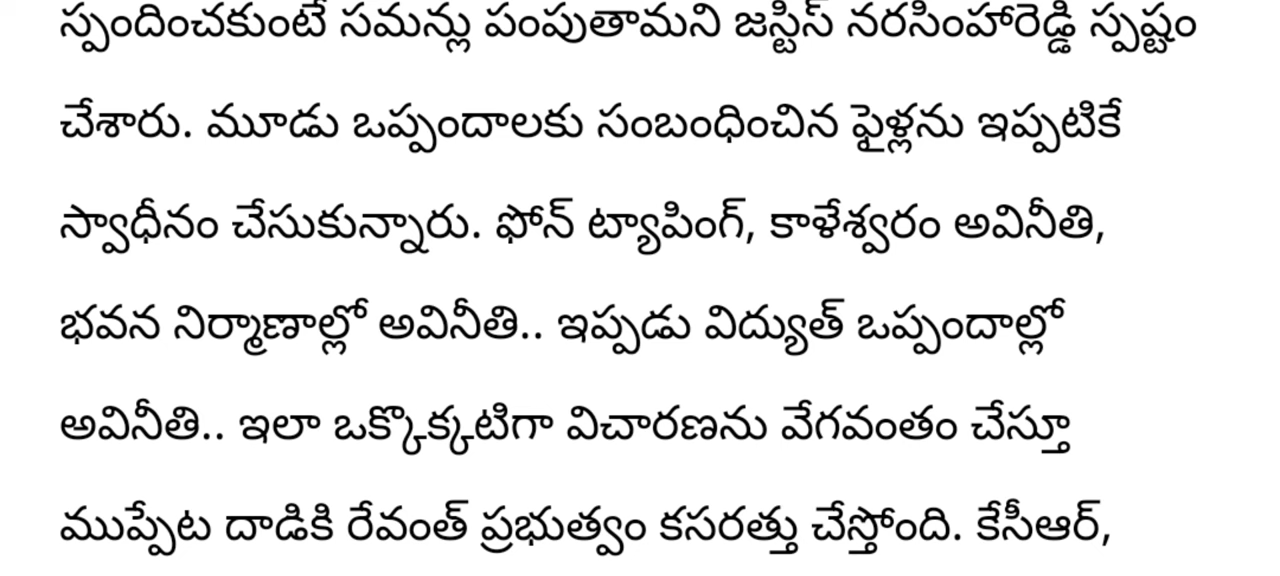 స్పందించకుంటే సమన్లు పంపుతామని జస్టిస్ నరసింహారెడ్డి స్పష్టం
చేశారు. మూడు ఒప్పందాలకు సంబంధించిన ఫైళ్లను ఇప్పటికే
స్వాధీనం చేసుకున్నారు. ఫోన్ ట్యాపింగ్, కాళేశ్వరం అవినీతి,
భవన నిర్మాణాల్లో అవినీతి.. ఇప్పడు విద్యుత్ ఒప్పందాల్లో
అవినీతి.. ఇలా ఒక్కొక్కటిగా విచారణను వేగవంతం చేస్తూ
ముప్పేట దాడికి రేవంత్ ప్రభుత్వం కసరత్తు చేస్తోంది. కేసీఆర్,